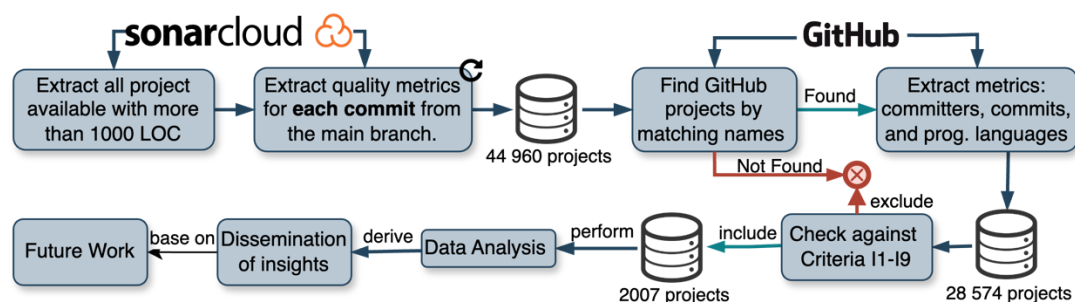 sonarcloud
GitHub
Extract all project
available with more
than 1000 LOC
Extract quality metrics
for each commit from
the main branch.
44 960 projects
Find GitHub
projects by
matching names
Found
Extract metrics:
committers, commits,
and prog. languages
Not Found
exclude
Future Work
base on
Dissemination
of insights
derive
Data Analysis
perform
2007 projects
include
Check against
Criteria I1-I9
28 574 projects